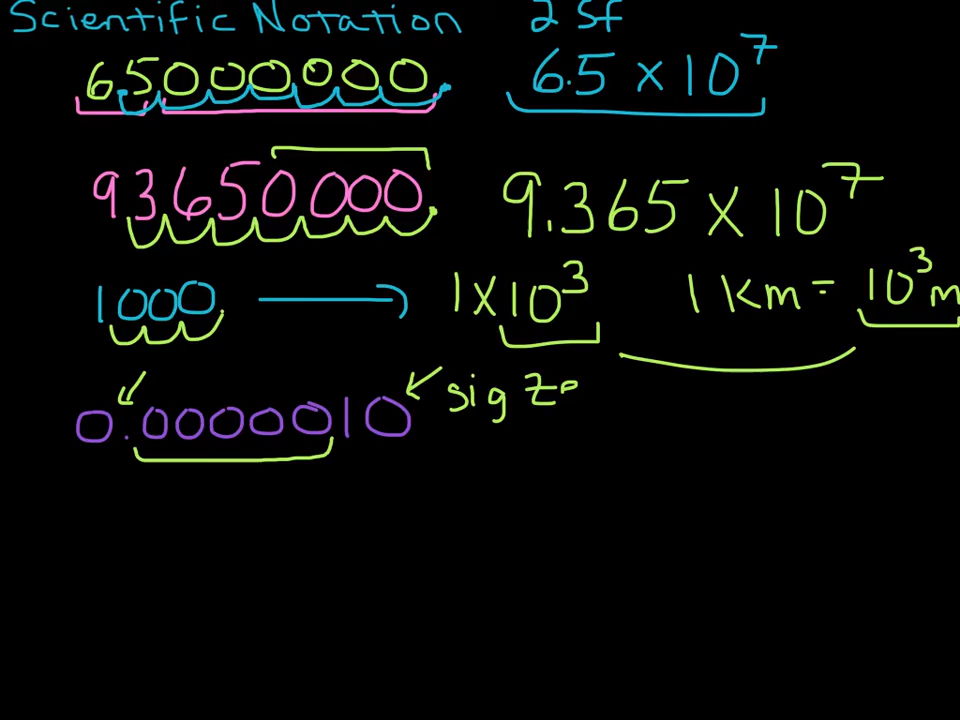 Scientific Notation 2 Sf
65000000. 6.5 x 10⁷
93650000. 9.365 x 10⁷
1000. 1 x 10³ 1 Km = 10³ m
0.0000010 sig Ze